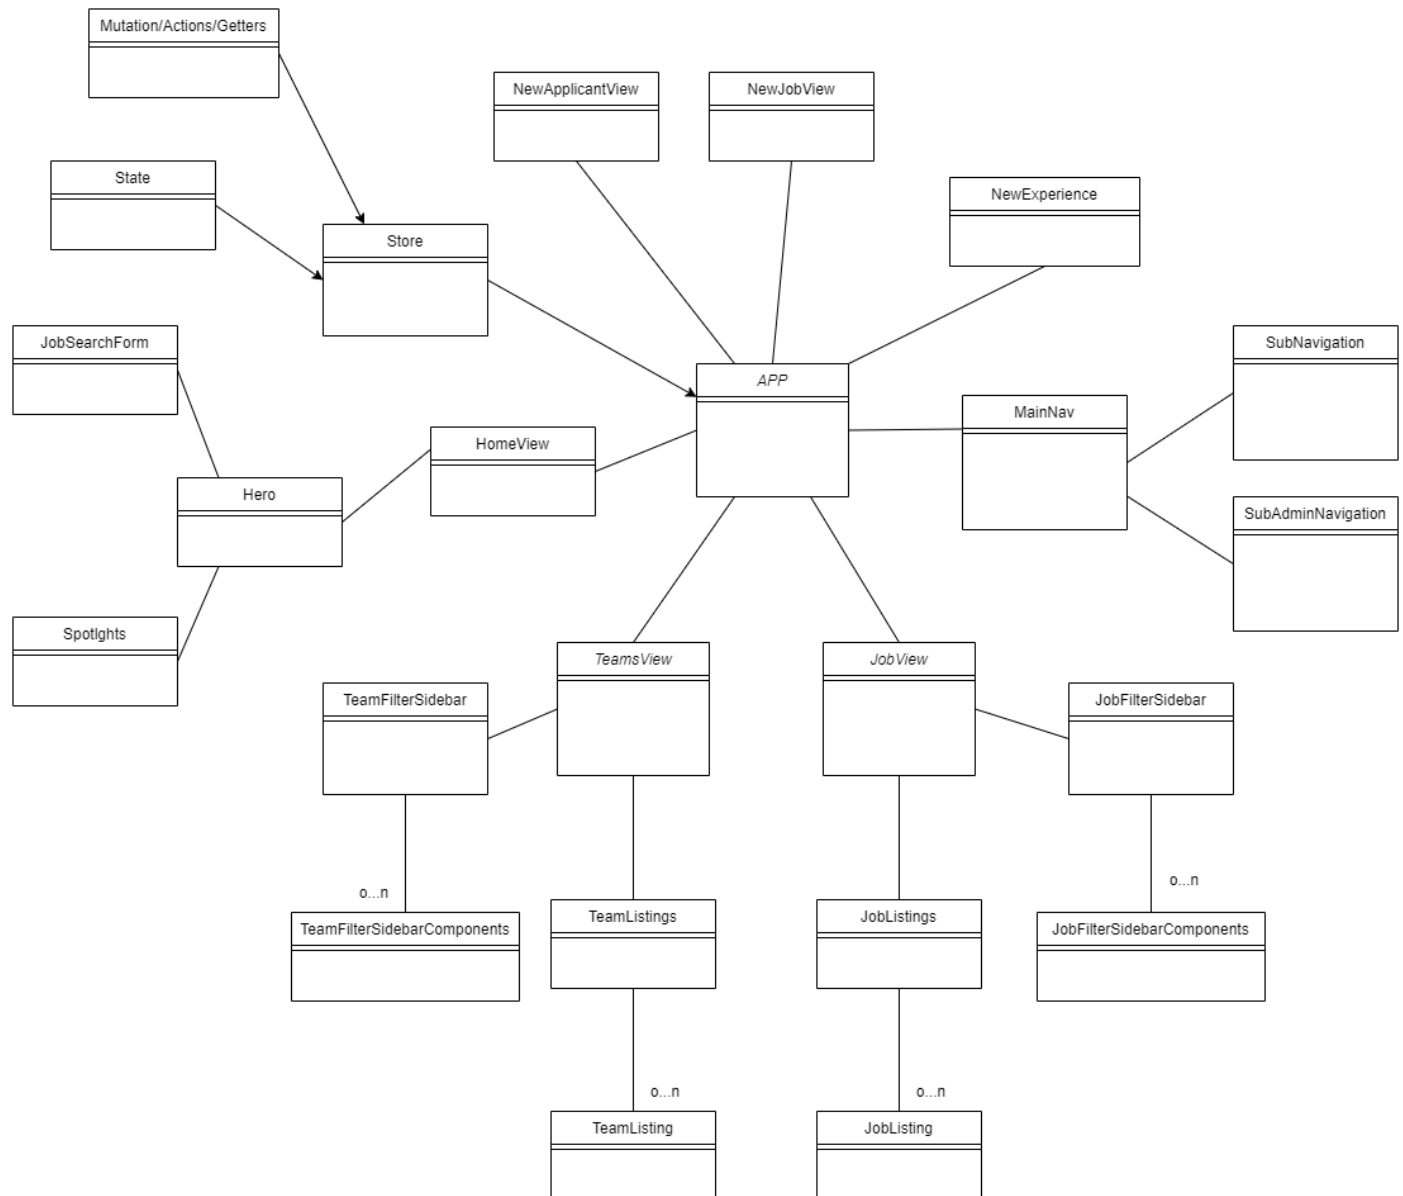 Mutation/Actions/Getters
NewApplicantView
NewJobView
State
NewExperience
Store
JobSearchForm
SubNavigation
APP
MainNav
HomeView
Hero
SubAdminNavigation
Spotlghts
TeamsView
JobView
TeamFilterSidebar
JobFilterSidebar
o...n
o...n
TeamListings
JobListings
TeamFilterSidebarComponents
JobFilterSidebarComponents
o...n
o...n
TeamListing
JobListing